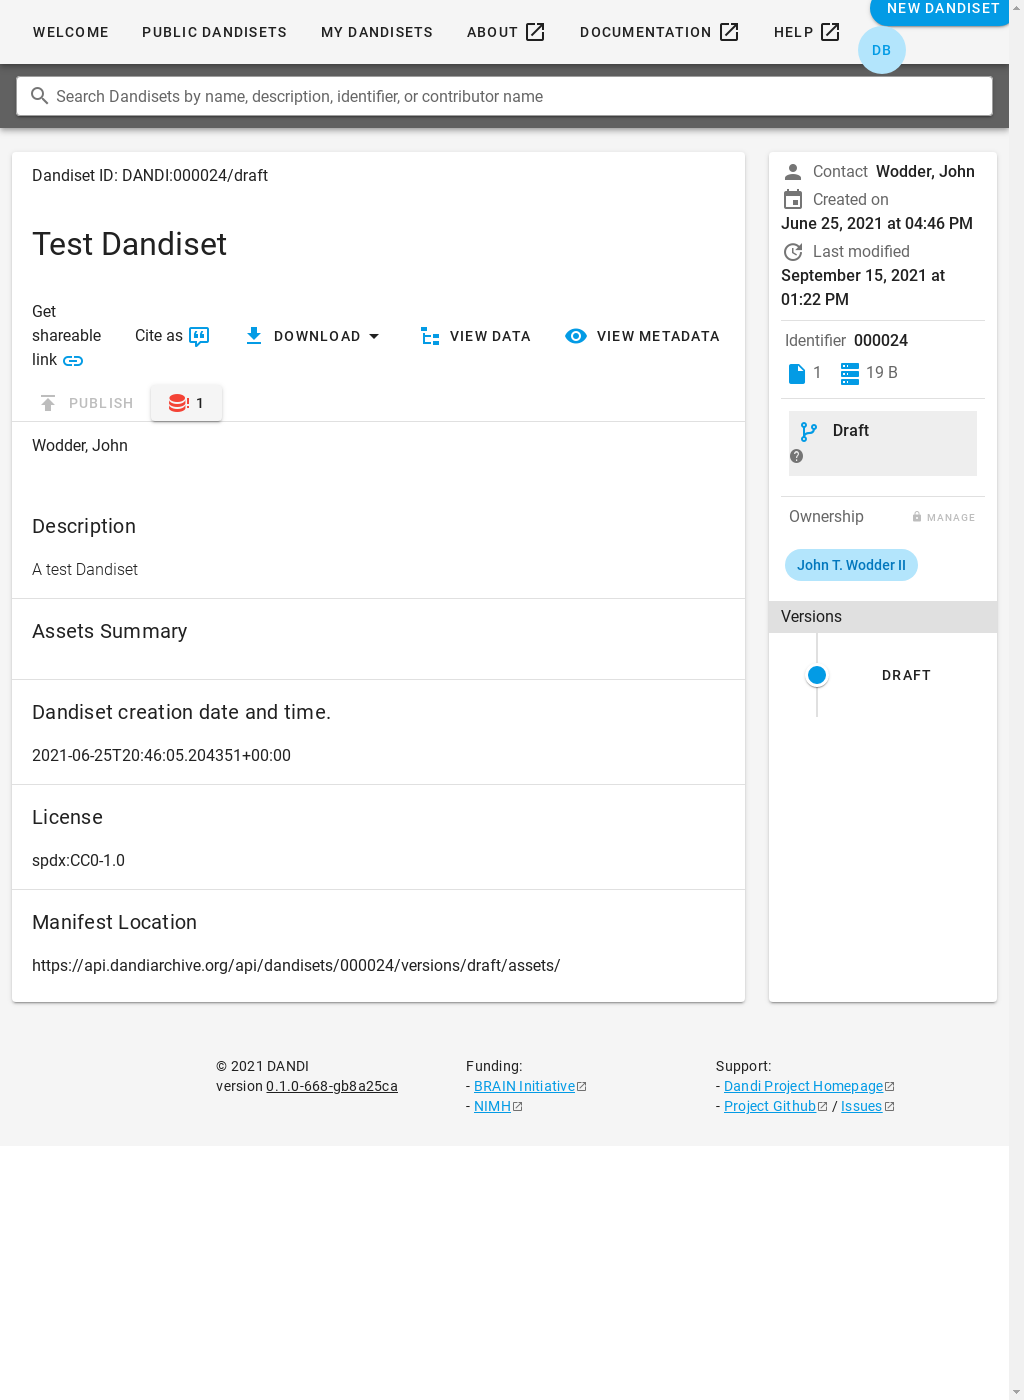 WELCOME PUBLIC DANDISETS MY DANDISETS ABOUT DOCUMENTATION HELP NEW DANDISET
DB
Search Dandisets by name, description, identifier, or contributor name
Dandiset ID: DANDI:000024/draft
Test Dandiset
Get
shareable
link
Cite as
DOWNLOAD
VIEW DATA
VIEW METADATA
PUBLISH
1
Wodder, John
Description
A test Dandiset
Assets Summary
Dandiset creation date and time.
2021-06-25T20:46:05.204351+00:00
License
spdx:CC0-1.0
Manifest Location
https://api.dandiarchive.org/api/dandisets/000024/versions/draft/assets/
Contact Wodder, John
Created on
June 25, 2021 at 04:46 PM
Last modified
September 15, 2021 at
01:22 PM
Identifier 000024
1 19 B
Draft
Ownership MANAGE
John T. Wodder II
Versions
DRAFT
© 2021 DANDI
version 0.1.0-668-gb8a25ca
Funding:
- BRAIN Initiative
- NIMH
Support:
- Dandi Project Homepage
- Project Github / Issues